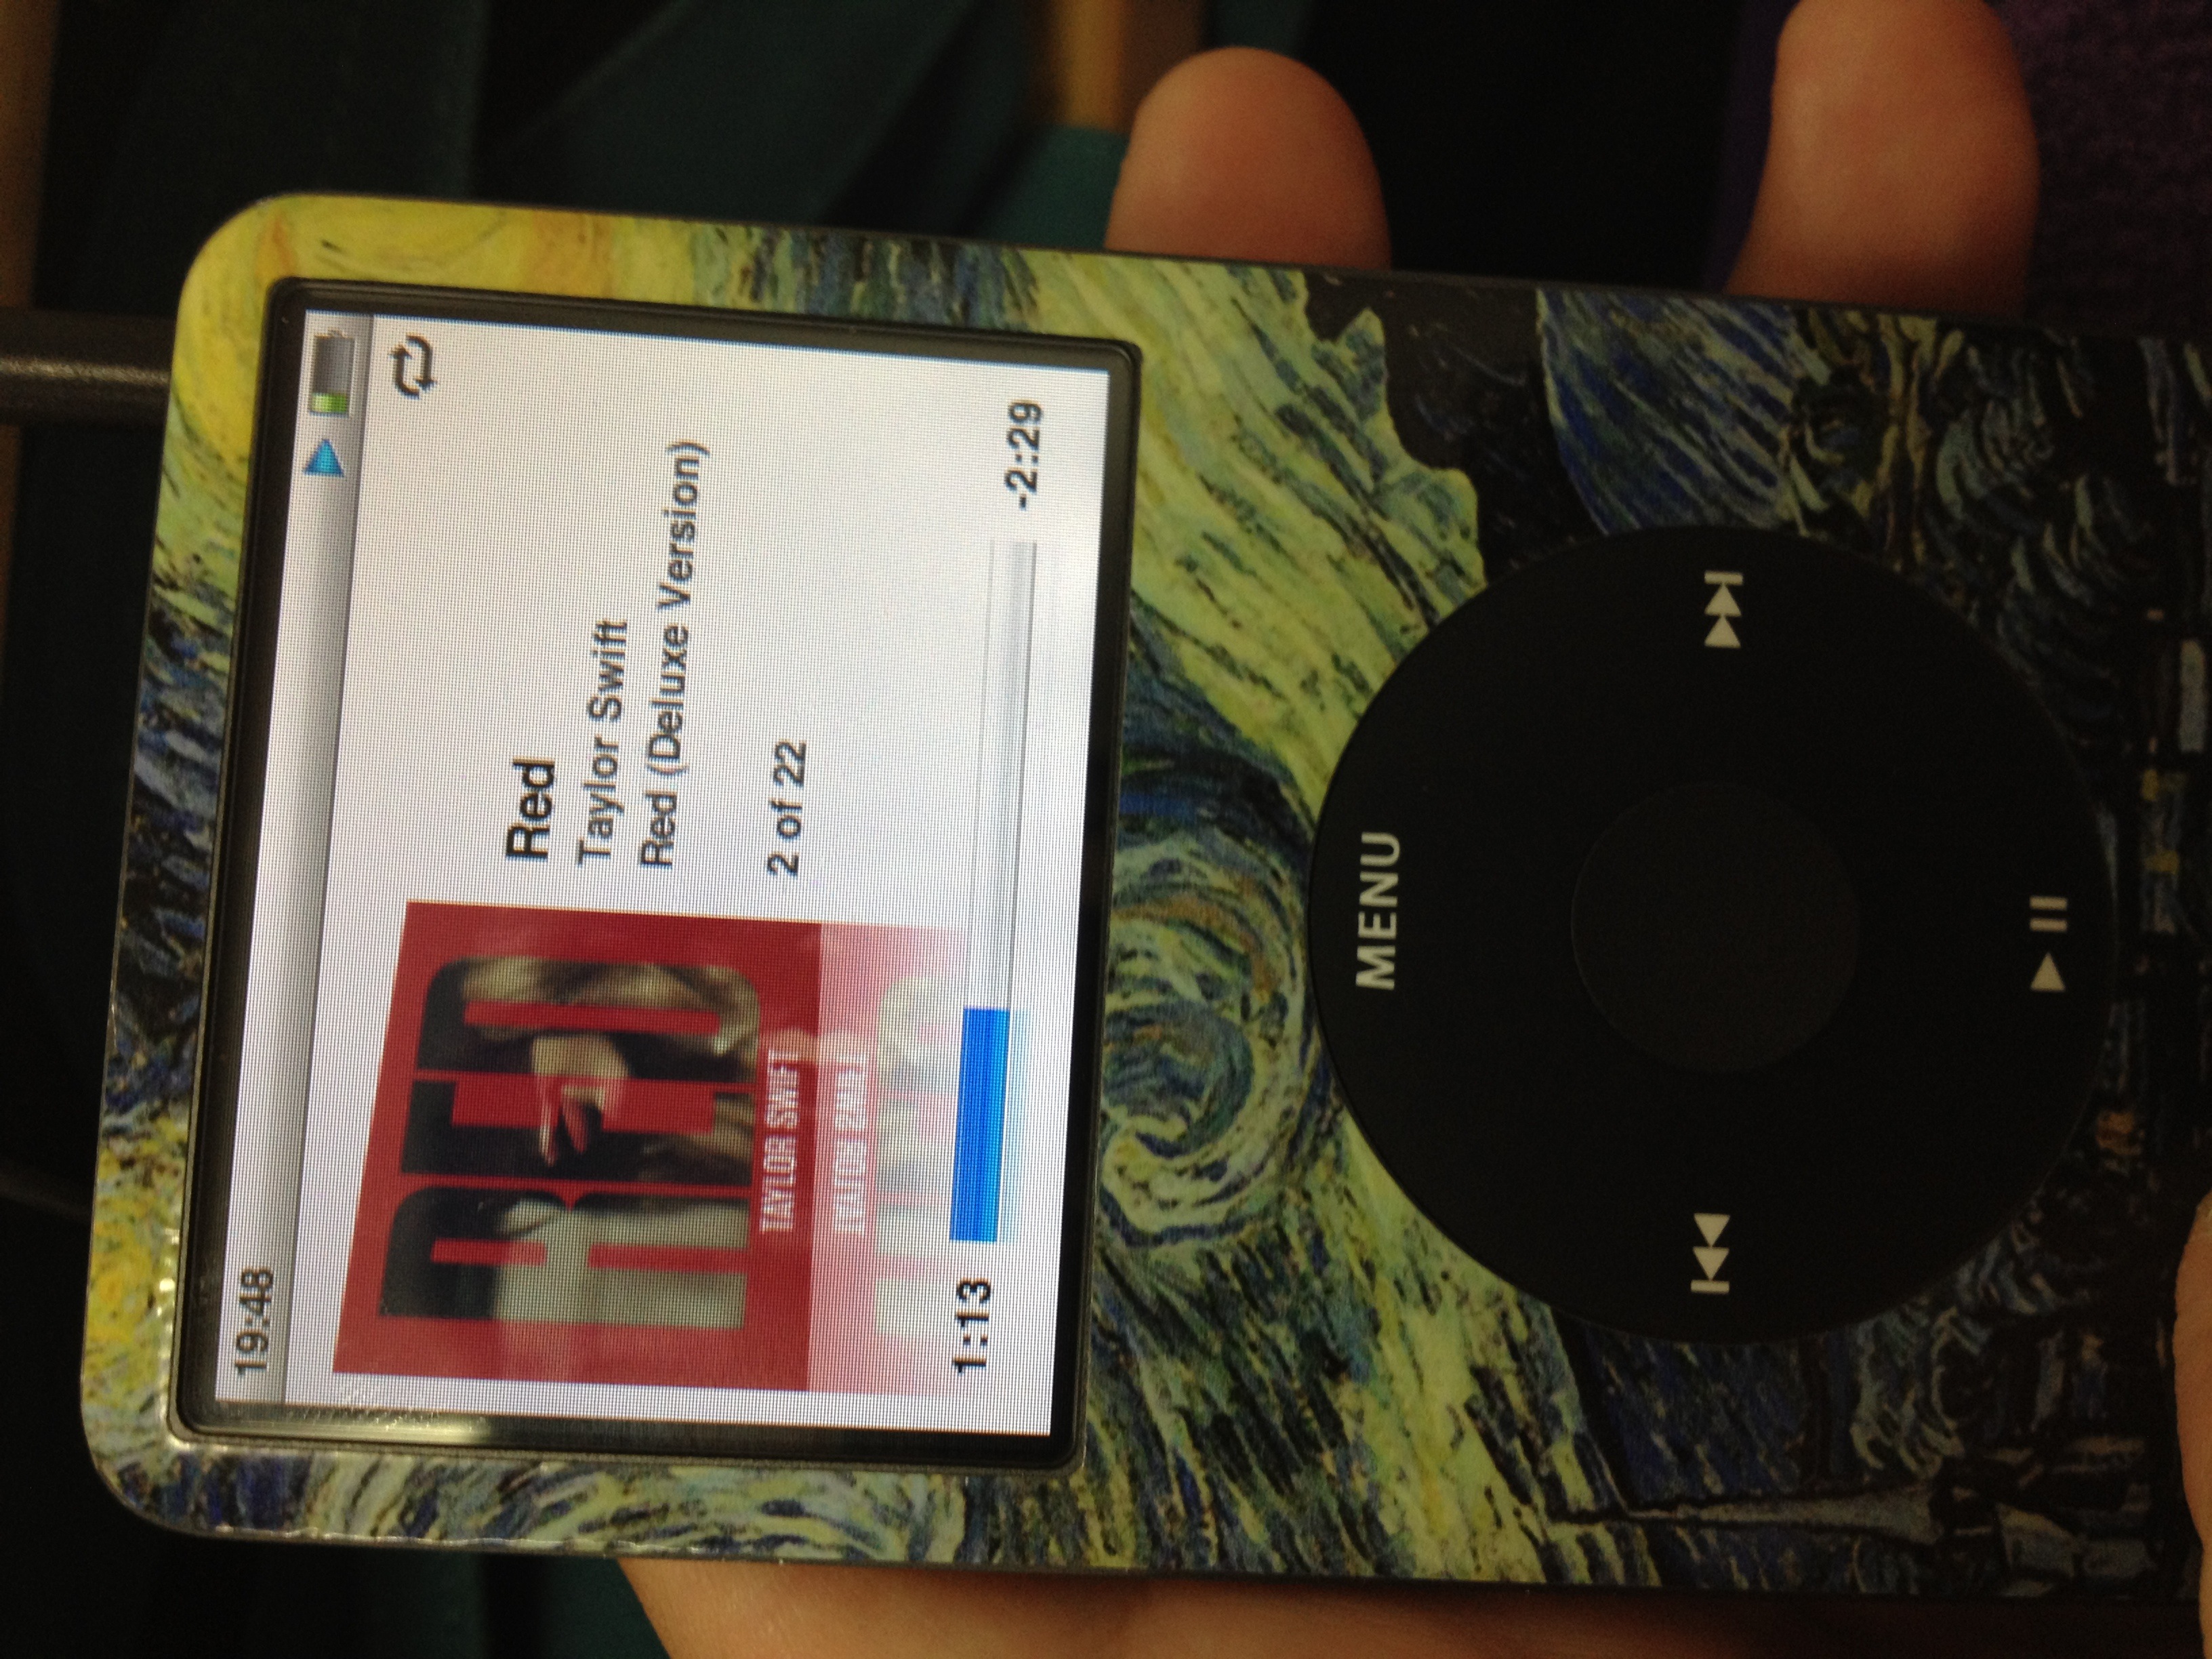 19:48
RED
TAYLOR SWIFT
Red
Taylor Swift
Red (Deluxe Version)
2 of 22
1:13
-2:29
MENU